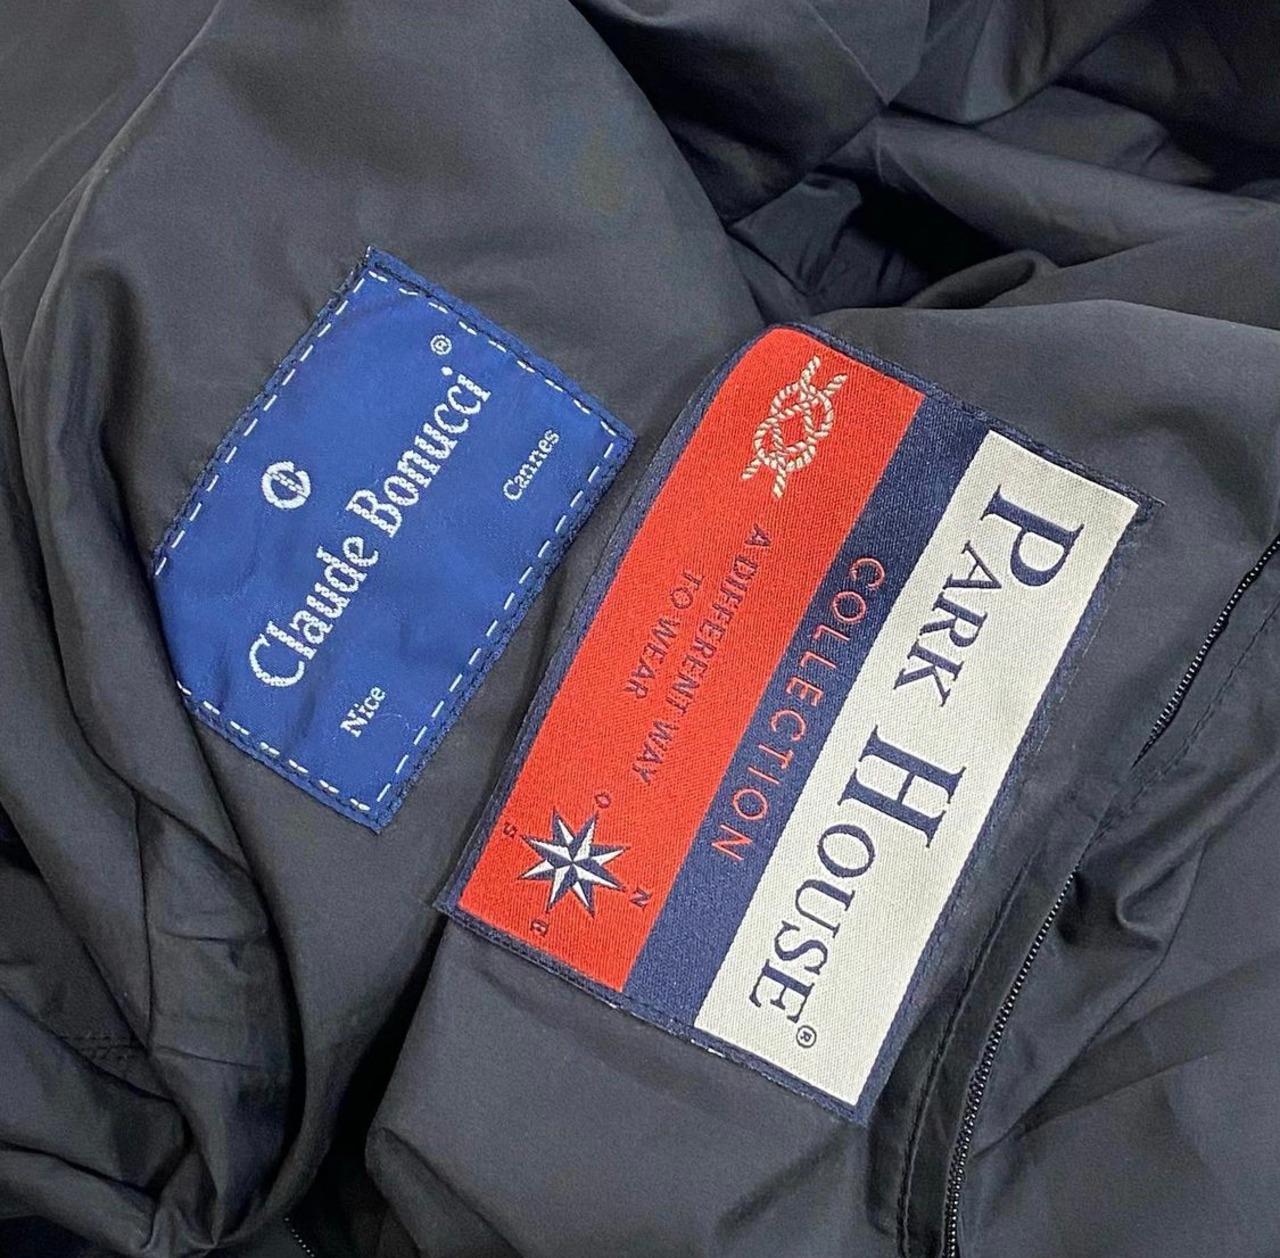 Claude Bonucci®
Nice
Cannes
PARK HOUSE®
COLLECTION
A DIFFERENT WAY
TO WEAR
O
S
N
E